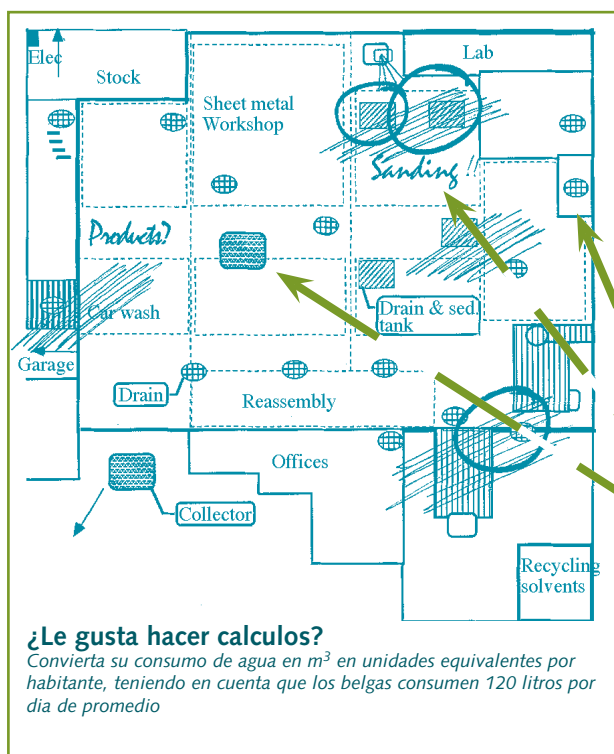 Elec
Stock
Lab
Sheet metal
Workshop
Sanding !!
Products?
Car wash
Drain & sed.
tank
Garage
Drain
Reassembly
Offices
Collector
Recycling
solvents
¿Le gusta hacer calculos?
Convierta su consumo de agua en m³ en unidades equivalentes por
habitante, teniendo en cuenta que los belgas consumen 120 litros por
dia de promedio